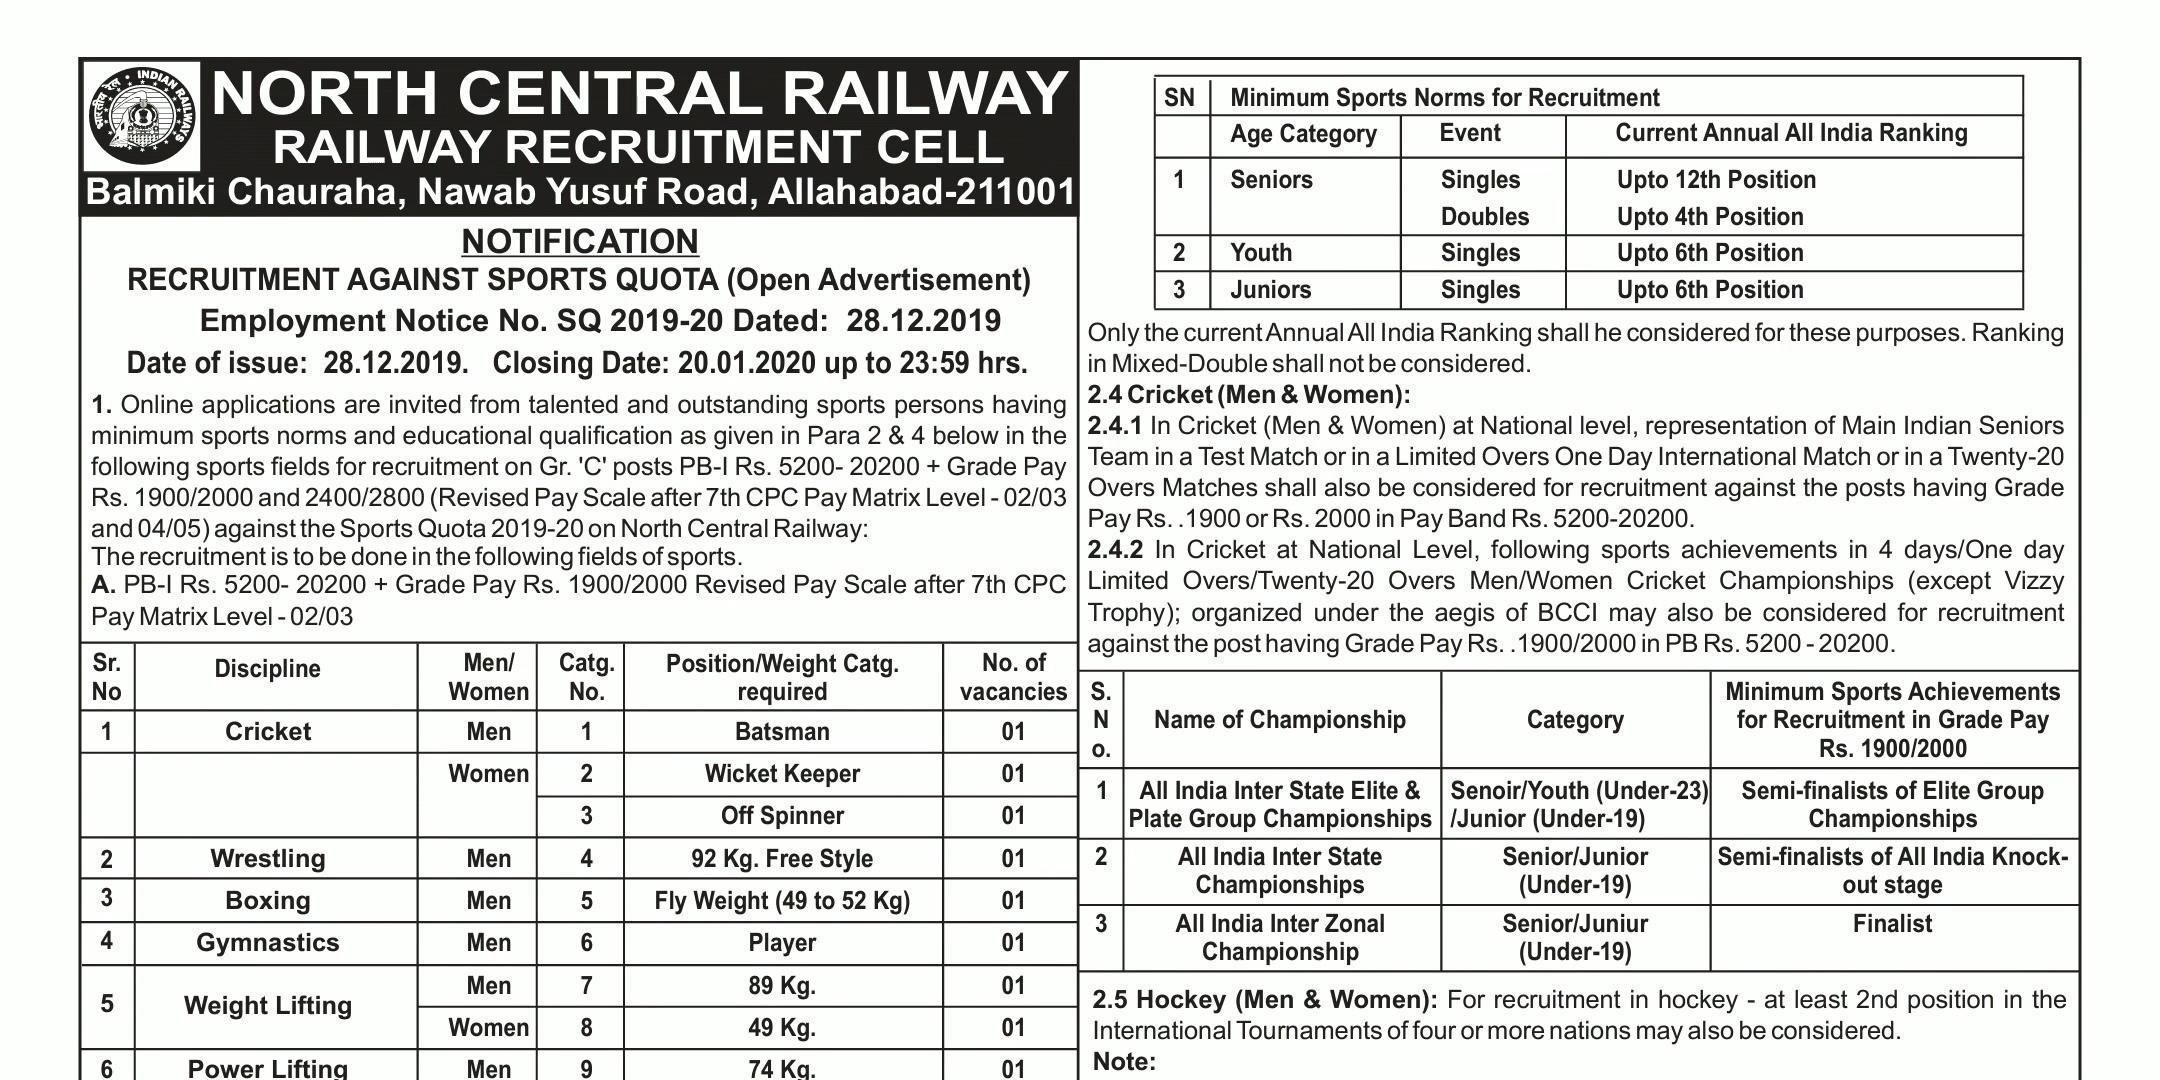 भारतीय रेल • INDIAN RAILWAYS
NORTH CENTRAL RAILWAY
RAILWAY RECRUITMENT CELL
Balmiki Chauraha, Nawab Yusuf Road, Allahabad-211001
NOTIFICATION
RECRUITMENT AGAINST SPORTS QUOTA (Open Advertisement)
Employment Notice No. SQ 2019-20 Dated: 28.12.2019
Date of issue: 28.12.2019. Closing Date: 20.01.2020 up to 23:59 hrs.
1. Online applications are invited from talented and outstanding sports persons having
minimum sports norms and educational qualification as given in Para 2 & 4 below in the
following sports fields for recruitment on Gr. 'C' posts PB-I Rs. 5200- 20200 + Grade Pay
Rs. 1900/2000 and 2400/2800 (Revised Pay Scale after 7th CPC Pay Matrix Level - 02/03
and 04/05) against the Sports Quota 2019-20 on North Central Railway:
The recruitment is to be done in the following fields of sports.
A. PB-I Rs. 5200- 20200 + Grade Pay Rs. 1900/2000 Revised Pay Scale after 7th CPC
Pay Matrix Level - 02/03
Sr. No Discipline Men/ Women Catg. No. Position/Weight Catg. required No. of vacancies
1 Cricket Men 1 Batsman 01
Women 2 Wicket Keeper 01
3 Off Spinner 01
2 Wrestling Men 4 92 Kg. Free Style 01
3 Boxing Men 5 Fly Weight (49 to 52 Kg) 01
4 Gymnastics Men 6 Player 01
5 Weight Lifting Men 7 89 Kg. 01
Women 8 49 Kg. 01
6 Power Lifting Men 9 74 Kg. 01
SN Minimum Sports Norms for Recruitment
Age Category Event Current Annual All India Ranking
1 Seniors Singles Upto 12th Position
Doubles Upto 4th Position
2 Youth Singles Upto 6th Position
3 Juniors Singles Upto 6th Position
Only the current Annual All India Ranking shall he considered for these purposes. Ranking
in Mixed-Double shall not be considered.
2.4 Cricket (Men & Women):
2.4.1 In Cricket (Men & Women) at National level, representation of Main Indian Seniors
Team in a Test Match or in a Limited Overs One Day International Match or in a Twenty-20
Overs Matches shall also be considered for recruitment against the posts having Grade
Pay Rs. .1900 or Rs. 2000 in Pay Band Rs. 5200-20200.
2.4.2 In Cricket at National Level, following sports achievements in 4 days/One day
Limited Overs/Twenty-20 Overs Men/Women Cricket Championships (except Vizzy
Trophy); organized under the aegis of BCCI may also be considered for recruitment
against the post having Grade Pay Rs. .1900/2000 in PB Rs. 5200 - 20200.
S. N o. Name of Championship Category Minimum Sports Achievements for Recruitment in Grade Pay Rs. 1900/2000
1 All India Inter State Elite & Plate Group Championships Senoir/Youth (Under-23) /Junior (Under-19) Semi-finalists of Elite Group Championships
2 All India Inter State Championships Senior/Junior (Under-19) Semi-finalists of All India Knock-out stage
3 All India Inter Zonal Championship Senior/Juniur (Under-19) Finalist
2.5 Hockey (Men & Women): For recruitment in hockey - at least 2nd position in the
International Tournaments of four or more nations may also be considered.
Note: